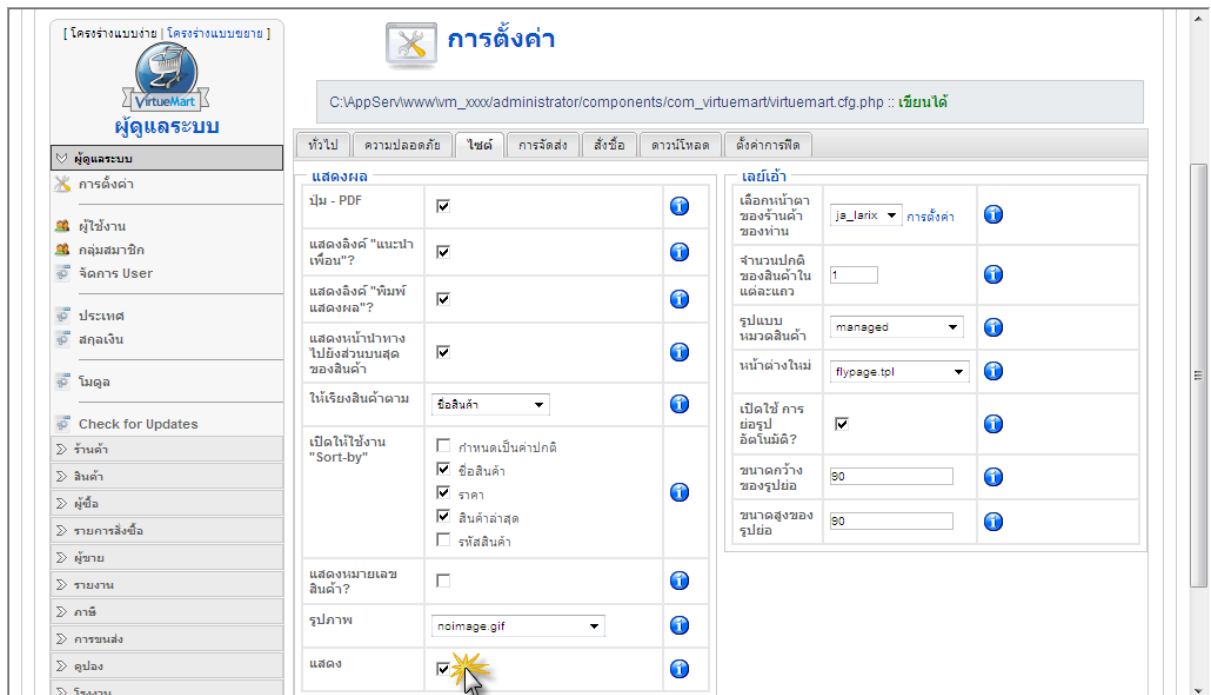 [ โครงร่างแบบง่าย | โครงร่างแบบขยาย ]
VirtueMart
ผู้ดูแลระบบ
ผู้ดูแลระบบ
การตั้งค่า
ผู้ใช้งาน
กลุ่มสมาชิก
จัดการ User
ประเทศ
สกุลเงิน
โมดูล
Check for Updates
ร้านค้า
สินค้า
ผู้ซื้อ
รายการสั่งซื้อ
ผู้ขาย
รายงาน
ภาษี
การขนส่ง
คูปอง
โรงงาน
การตั้งค่า
C:\AppServ\www\vm_xxxx/administrator/components/com_virtuemart/virtuemart.cfg.php :: เขียนได้
ทั่วไป ความปลอดภัย ไซต์ การจัดส่ง สั่งซื้อ ดาวน์โหลด ตั้งค่าการฟีด
แสดงผล
ปุ่ม - PDF
แสดงลิงค์ "แนะนำ
เพื่อน"?
แสดงลิงค์ "พิมพ์
แสดงผล"?
แสดงหน้านำทาง
ไปยังส่วนบนสุด
ของสินค้า
ให้เรียงสินค้าตาม
ชื่อสินค้า
เปิดให้ใช้งาน
"Sort-by"
กำหนดเป็นค่าปกติ
ชื่อสินค้า
ราคา
สินค้าล่าสุด
รหัสสินค้า
แสดงหมายเลข
สินค้า?
รูปภาพ
noimage.gif
แสดง
เลย์เอ้า
เลือกหน้าตา
ของร้านค้า
ของท่าน
ja_larix การตั้งค่า
จำนวนปกติ
ของสินค้าใน
แต่ละแถว
1
รูปแบบ
หมวดสินค้า
managed
หน้าต่างใหม่
flypage.tpl
เปิดใช้ การ
ย่อรูป
อัตโนมัติ?
ขนาดกว้าง
ของรูปย่อ
90
ขนาดสูงของ
รูปย่อ
90